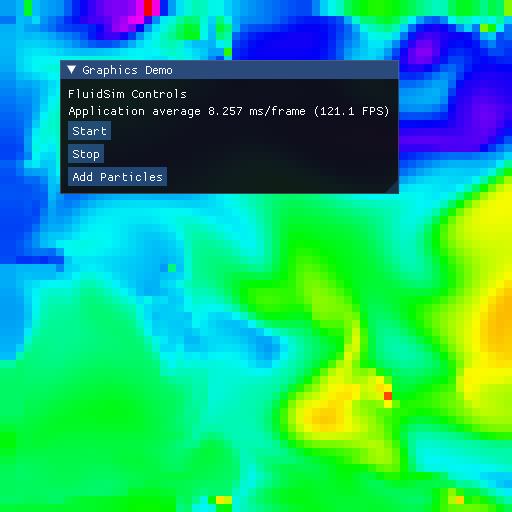 Graphics Demo
FluidSim Controls
Application average 8.257 ms/frame (121.1 FPS)
Start
Stop
Add Particles